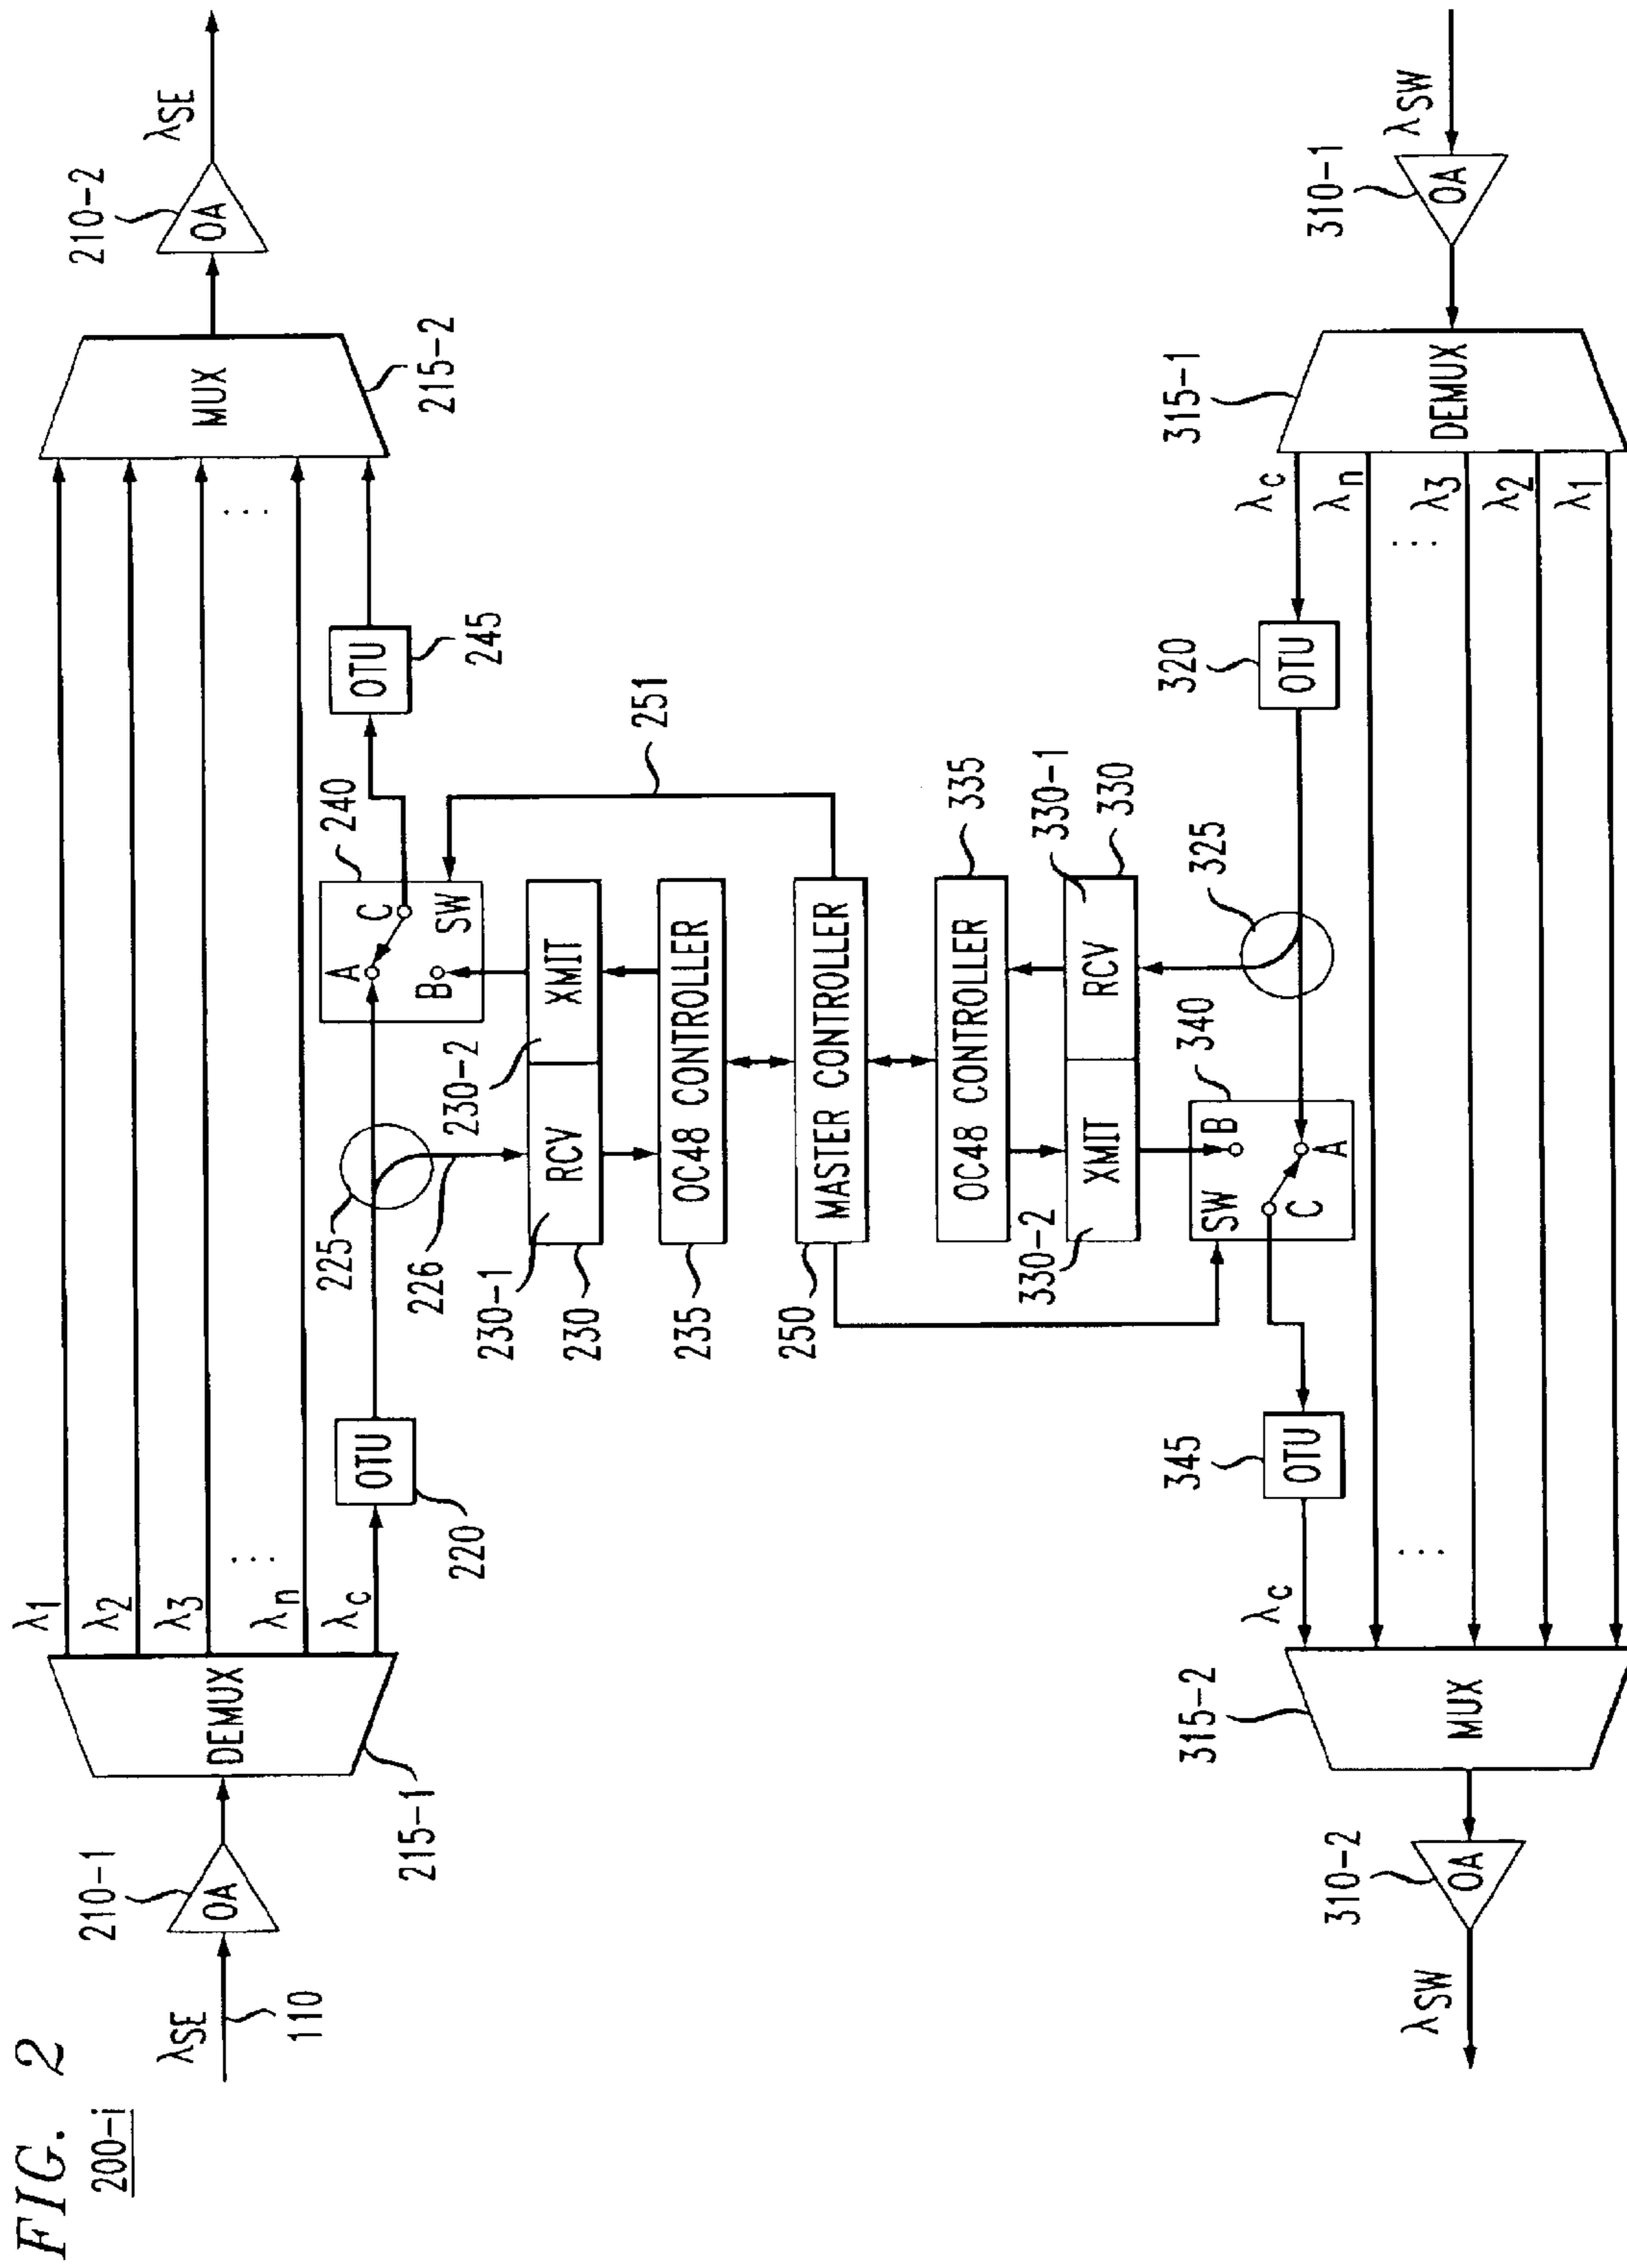 FIG. 2
200-i
λSE
110
210-1
OA
215-1
DEMUX
λ1
λ2
λ3
...
λn
λc
220
OTU
225
226
240
A
B
C
SW
245
OTU
...
MUX
215-2
210-2
OA
λSE
230-1
RCV
230-2
XMIT
230
235
OC48 CONTROLLER
250
MASTER CONTROLLER
251
OC48 CONTROLLER
335
330-2
XMIT
RCV
330-1
330
325
340
SW
B
C
A
320
OTU
345
OTU
λSW
310-1
OA
315-1
DEMUX
λc
λn
...
λ3
λ2
λ1
λc
...
315-2
MUX
310-2
OA
λSW